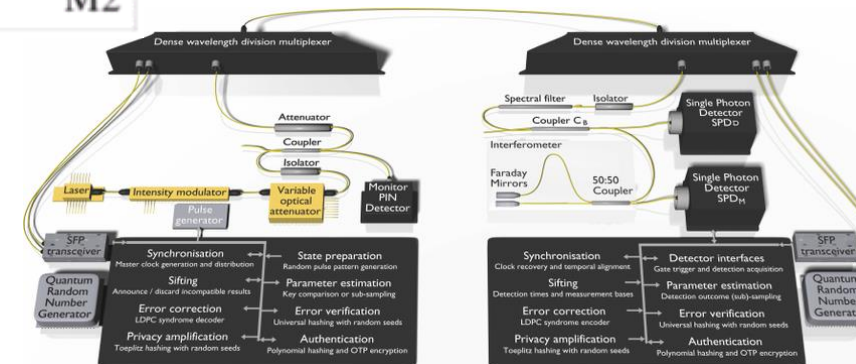 M2
Dense wavelength division multiplexer
Attenuator
Coupler
Isolator
Laser
Intensity modulator
Variable
optical
attenuator
Monitor
PIN
Detector
Pulse
generator
SFP
transceiver
Quantum
Random
Number
Generator
Synchronisation
Master clock generation and distribution
Sifting
Announce / discard incompatible results
Error correction
LDPC syndrome decoder
Privacy amplification
Toeplitz hashing with random seeds
State preparation
Random pulse pattern generation
Parameter estimation
Key comparison or sub-sampling
Error verification
Universal hashing with random seeds
Authentication
Polynomial hashing and OTP encryption
Dense wavelength division multiplexer
Spectral filter
Isolator
Coupler CB
Single Photon
Detector
SPDD
Interferometer
Faraday
Mirrors
50:50
Coupler
Single Photon
Detector
SPDM
Synchronisation
Clock recovery and temporal alignment
Sifting
Detection times and measurement bases
Error correction
LDPC syndrome encoder
Privacy amplification
Toeplitz hashing with random seeds
Detector interfaces
Gate trigger and detection acquisition
Parameter estimation
Detection outcome (sub)-sampling
Error verification
Universal hashing with random seeds
Authentication
Polynomial hashing and OTP encryption
SFP
transceive
Quantum
Random
Number
Generat